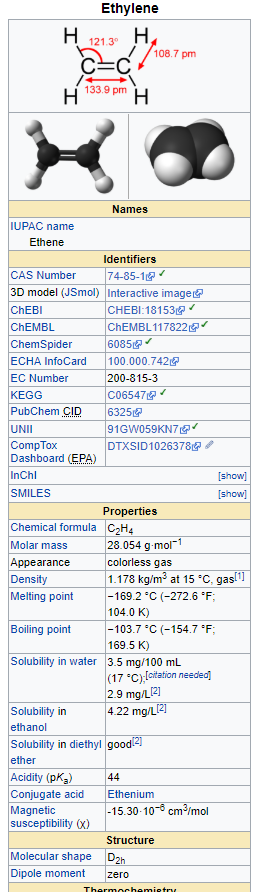 Ethylene
H H
121.3°
108.7 pm
C=C
133.9 pm
H H
Names
IUPAC name
Ethene
Identifiers
CAS Number 74-85-1 ✓
3D model (JSmol) Interactive image
ChEBI CHEBI:18153 ✓
ChEMBL ChEMBL117822 ✓
ChemSpider 6085 ✓
ECHA InfoCard 100.000.742
EC Number 200-815-3
KEGG C06547 ✓
PubChem CID 6325
UNII 91GW059KN7 ✓
CompTox DTXSID1026378
Dashboard (EPA)
InChI [show]
SMILES [show]
Properties
Chemical formula C₂H₄
Molar mass 28.054 g·mol⁻¹
Appearance colorless gas
Density 1.178 kg/m³ at 15 °C, gas[1]
Melting point −169.2 °C (−272.6 °F;
104.0 K)
Boiling point −103.7 °C (−154.7 °F;
169.5 K)
Solubility in water 3.5 mg/100 mL
(17 °C);[citation needed]
2.9 mg/L[2]
Solubility in 4.22 mg/L[2]
ethanol
Solubility in diethyl good[2]
ether
Acidity (pKₐ) 44
Conjugate acid Ethenium
Magnetic -15.30·10⁻⁶ cm³/mol
susceptibility (χ)
Structure
Molecular shape D₂ₕ
Dipole moment zero
Thermochemistry